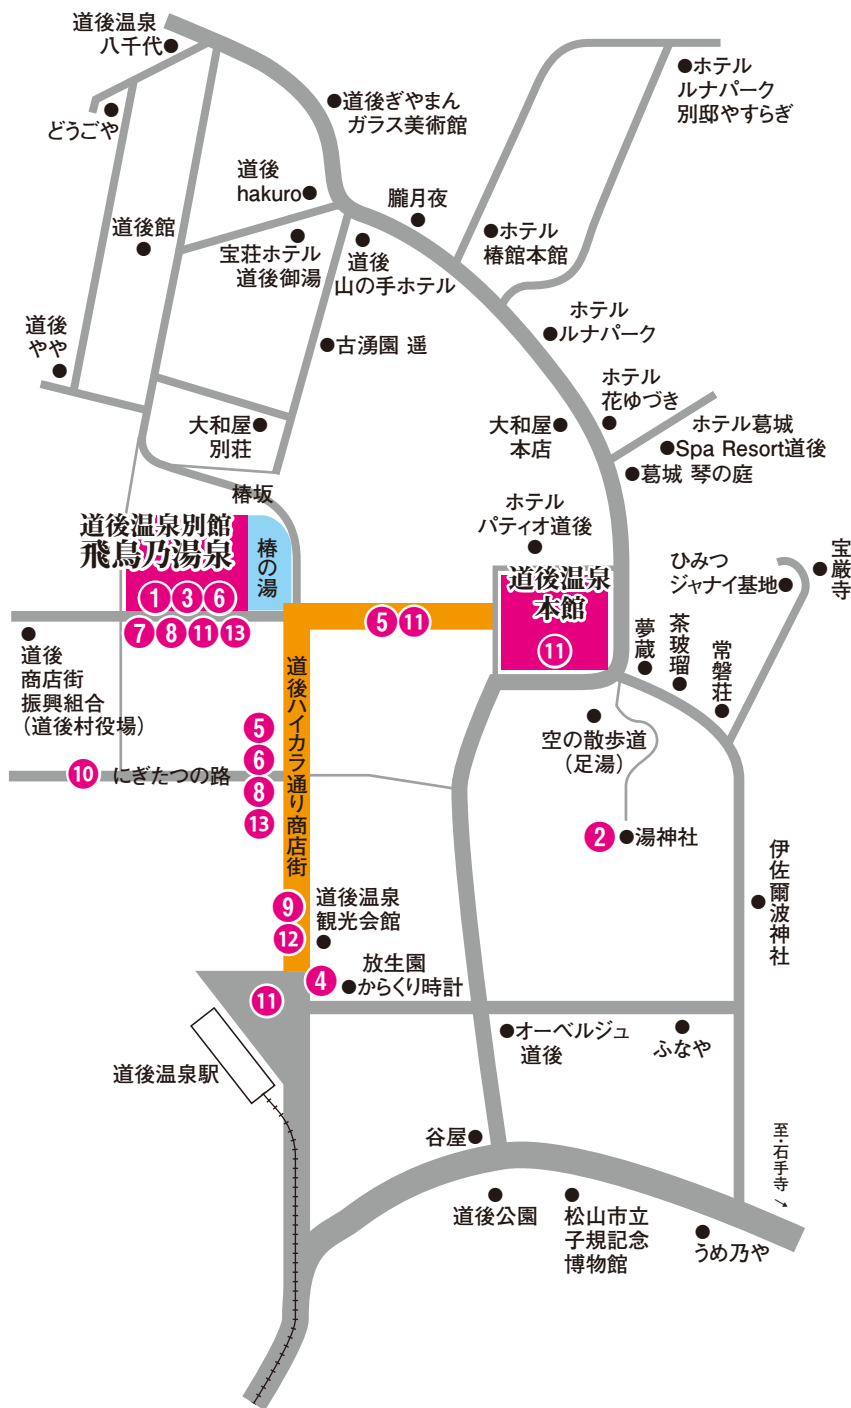 道後温泉
八千代
どうごや
道後ぎやまん
ガラス美術館
ホテル
ルナパーク
別邸やすらぎ
道後
hakuro
朧月夜
道後館
宝荘ホテル
道後御湯
道後
山の手ホテル
ホテル
椿館本館
道後
やや
古湧園 遥
ホテル
ルナパーク
ホテル
花ゆづき
大和屋
別荘
大和屋
本店
ホテル葛城
Spa Resort道後
葛城 琴の庭
椿坂
道後温泉別館
飛鳥乃湯泉
椿の湯
ホテル
パティオ道後
道後温泉
本館
ひみつ
ジャナイ基地
宝厳寺
1 3 6
7 8 11 13
5 11
11
夢蔵
茶玻瑠
常磐荘
道後
商店街
振興組合
(道後村役場)
道後ハイカラ通り商店街
5
6
8
13
空の散歩道
(足湯)
10
にぎたつの路
2
湯神社
伊佐爾波神社
9
12
道後温泉
観光会館
4
放生園
からくり時計
11
道後温泉駅
オーベルジュ
道後
ふなや
谷屋
至・石手寺
→
道後公園
松山市立
子規記念
博物館
うめ乃や